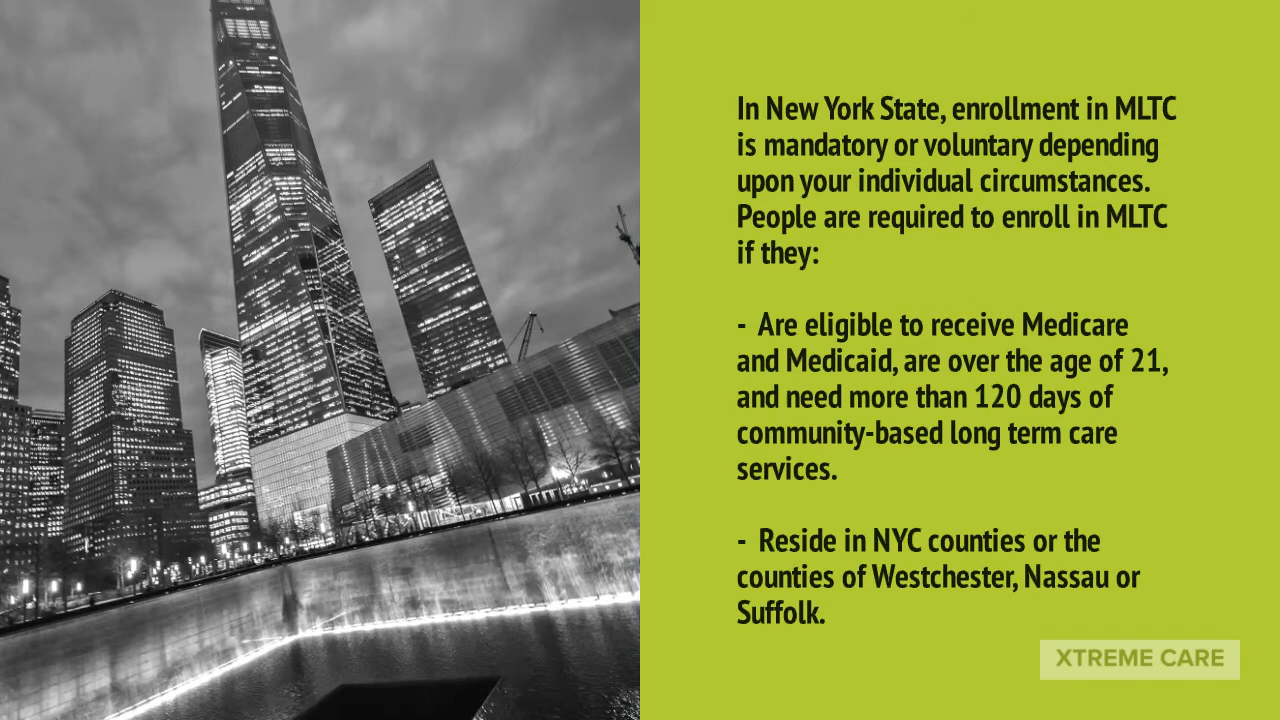 In New York State, enrollment in MLTC
is mandatory or voluntary depending
upon your individual circumstances.
People are required to enroll in MLTC
if they:
- Are eligible to receive Medicare
and Medicaid, are over the age of 21,
and need more than 120 days of
community-based long term care
services.
- Reside in NYC counties or the
counties of Westchester, Nassau or
Suffolk.
XTREME CARE